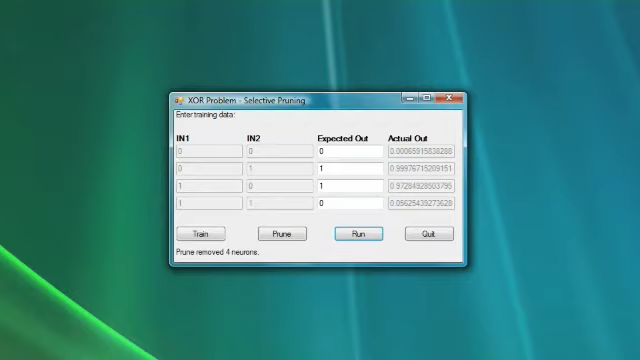 XOR Problem - Selective Pruning
Enter training data:
IN1 IN2 Expected Out Actual Out
0 0 0 0.00065915838288
0 1 1 0.99976715209151
1 0 1 0.97284928503795
1 1 0 0.05625439273628
Train Prune Run Quit
Prune removed 4 neurons.